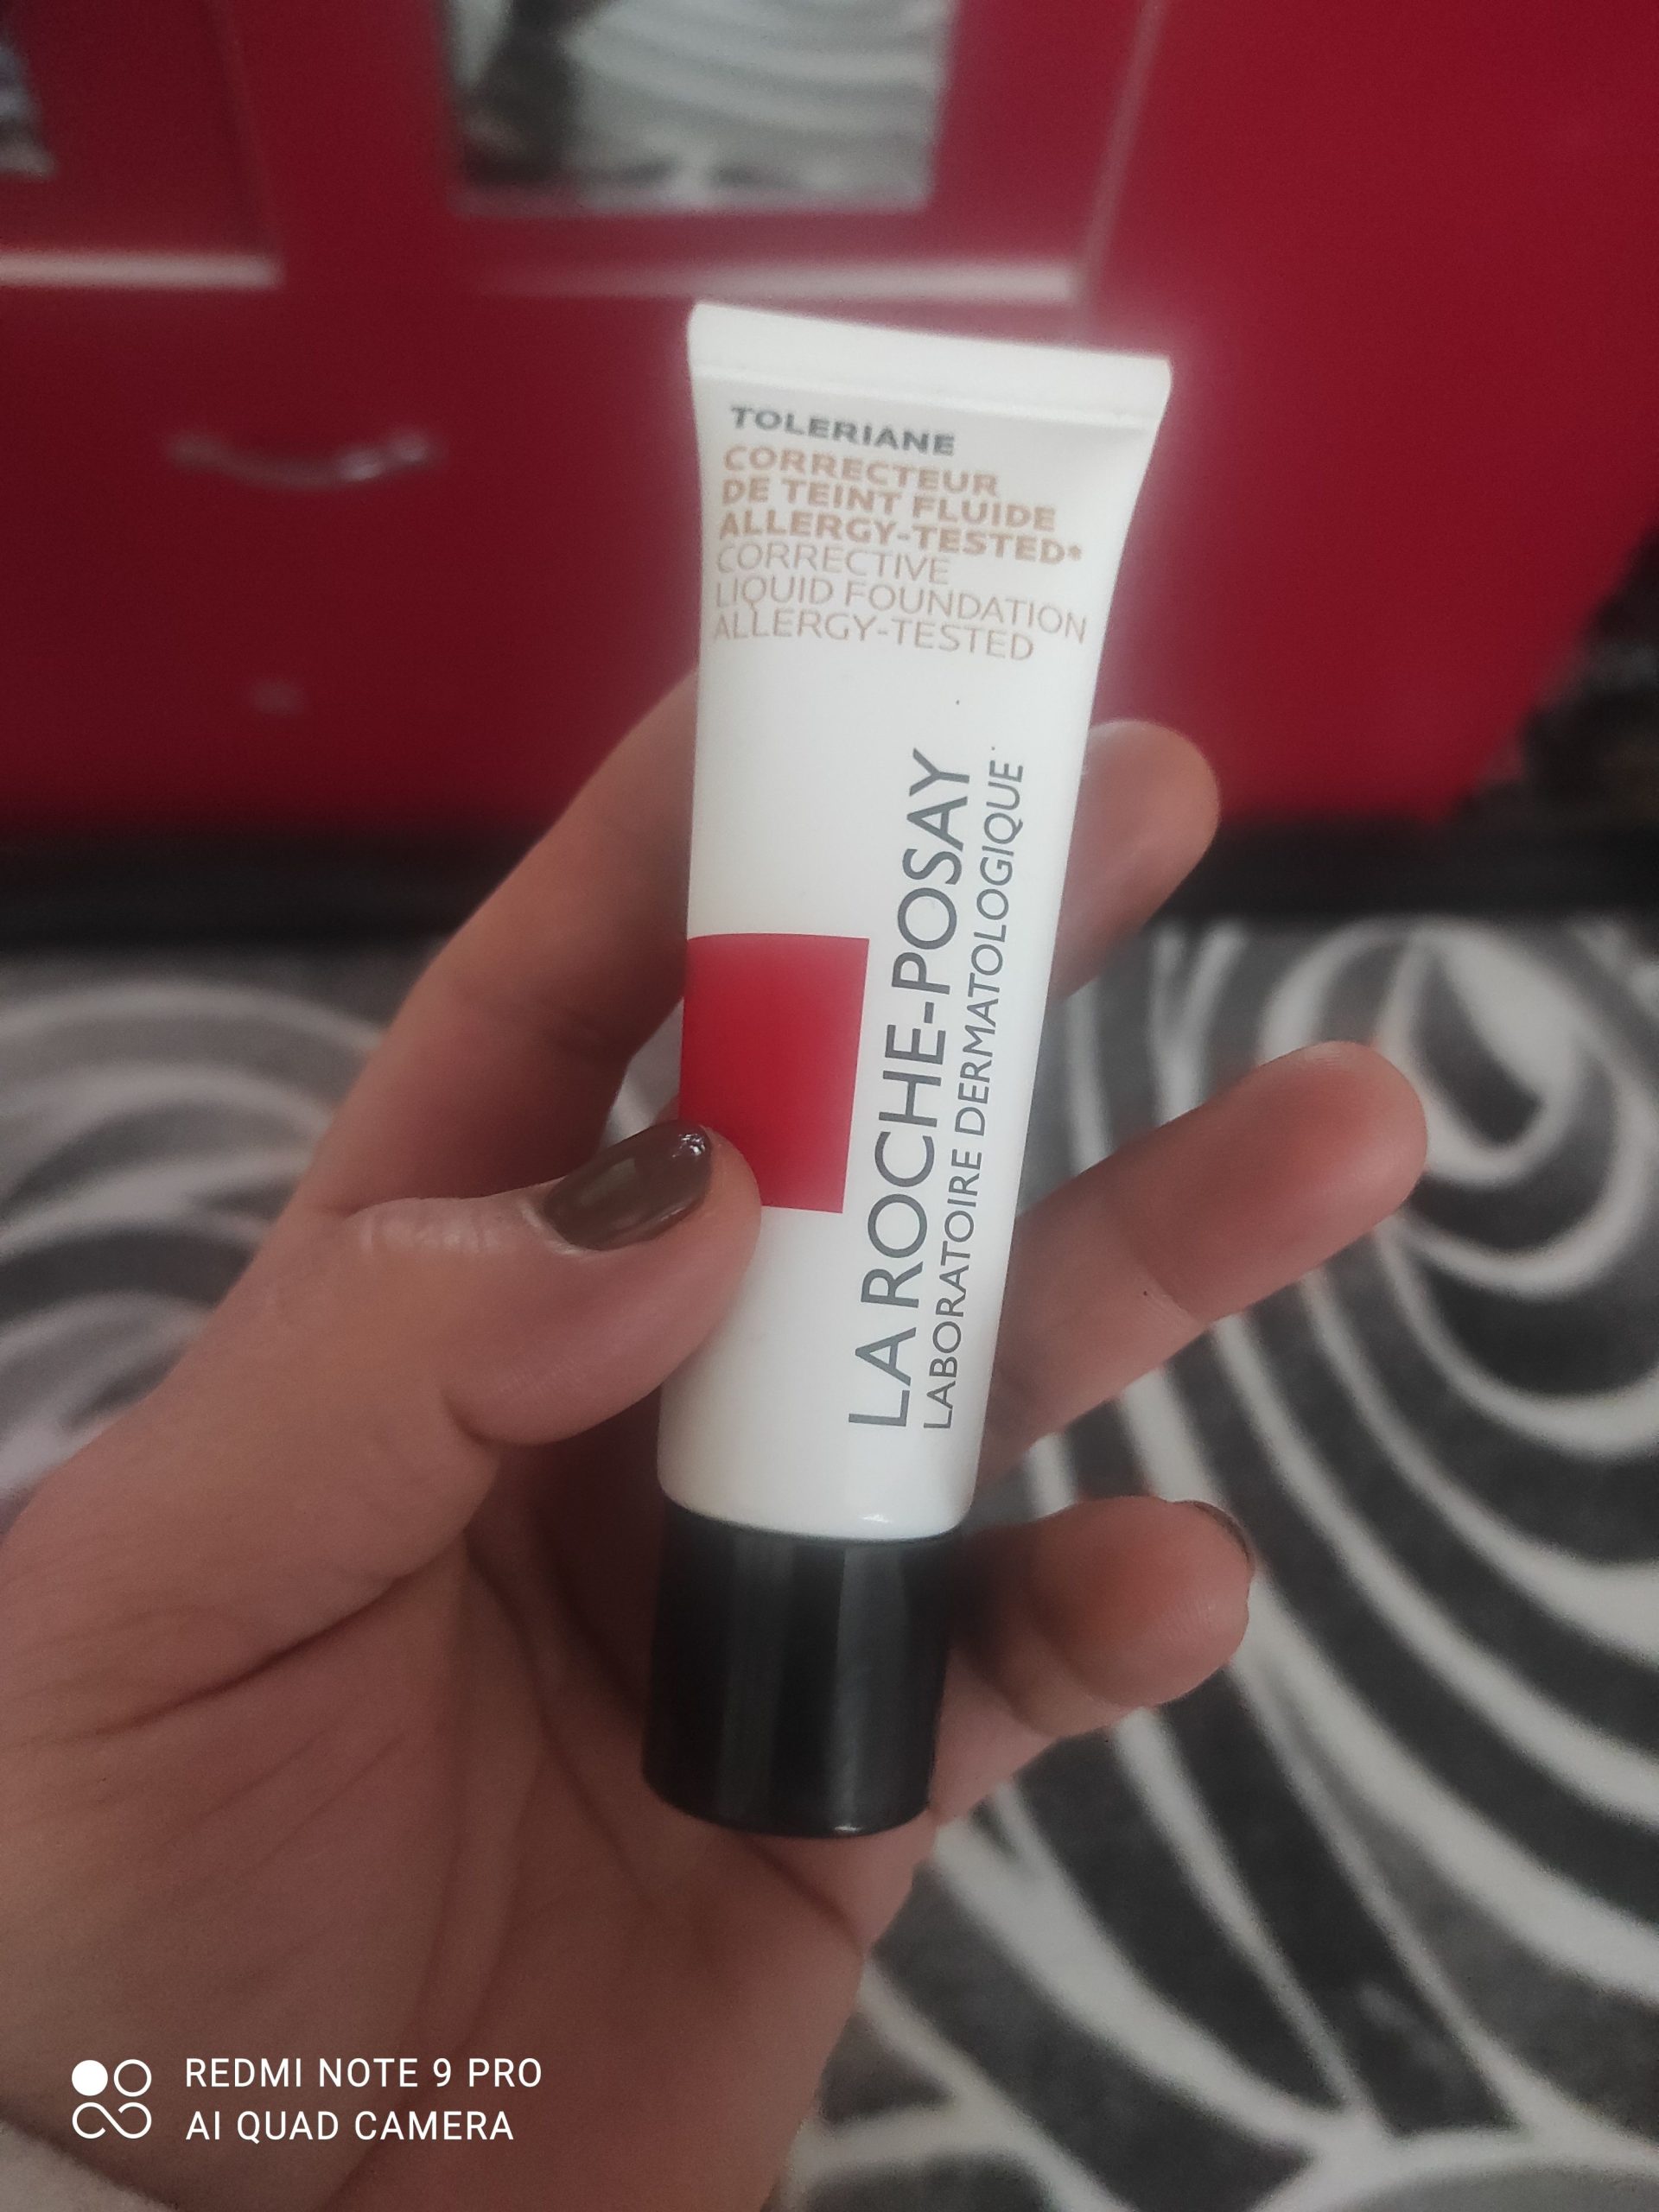 TOLERIANE
CORRECTEUR
DE TEINT FLUIDE
ALLERGY-TESTED*
CORRECTIVE
LIQUID FOUNDATION
ALLERGY-TESTED
LA ROCHE-POSAY
LABORATOIRE DERMATOLOGIQUE
REDMI NOTE 9 PRO
AI QUAD CAMERA